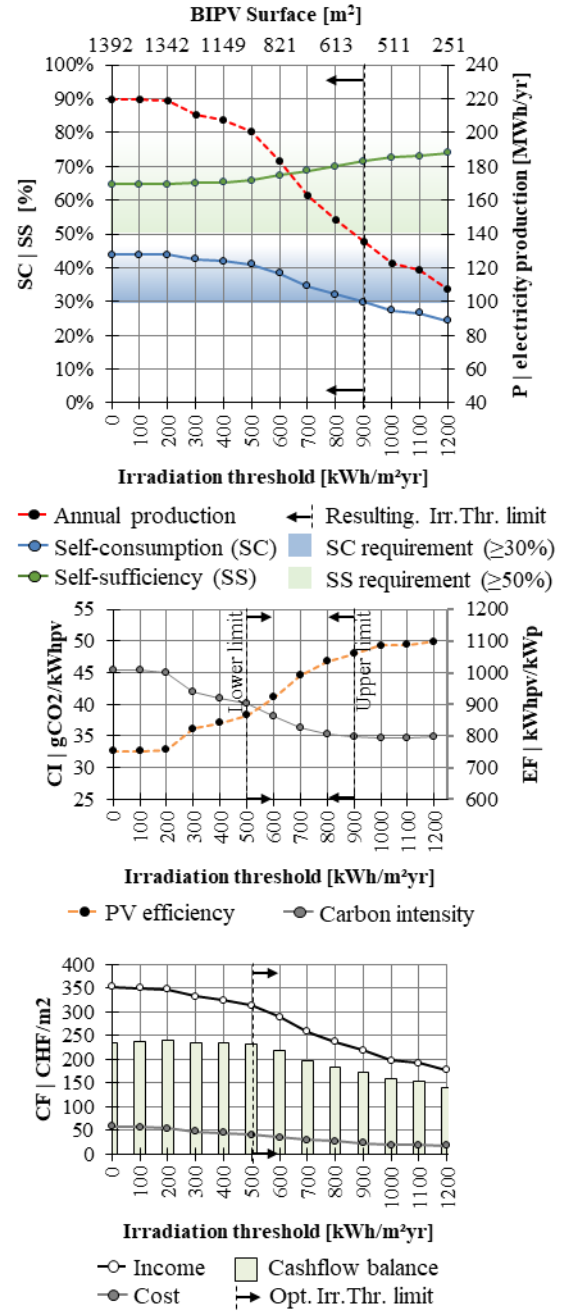 BIPV Surface [m²]
1392 1342 1149 821 613 511 251
100% 240
90% 220
80% 200
70% 180
60% 160
50% 140
40% 120
30% 100
20% 80
10% 60
0% 40
SC | SS [%]
P | electricity production [MWh/yr]
0 100 200 300 400 500 600 700 800 900 1000 1100 1200
Irradiation threshold [kWh/m²yr]
Annual production
Resulting. Irr.Thr. limit
Self-consumption (SC)
SC requirement (≥30%)
Self-sufficiency (SS)
SS requirement (≥50%)
55 1200
50 1100
45 1000
40 900
35 800
30 700
25 600
CI | gCO2/kWhpv
EF | kWhpv/kWp
Lower limit
Upper limit
0 100 200 300 400 500 600 700 800 900 1000 1100 1200
Irradiation threshold [kWh/m²yr]
PV efficiency
Carbon intensity
400
350
300
250
200
150
100
50
0
CF | CHF/m2
0 100 200 300 400 500 600 700 800 900 1000 1100 1200
Irradiation threshold [kWh/m²yr]
Income
Cashflow balance
Cost
Opt. Irr.Thr. limit